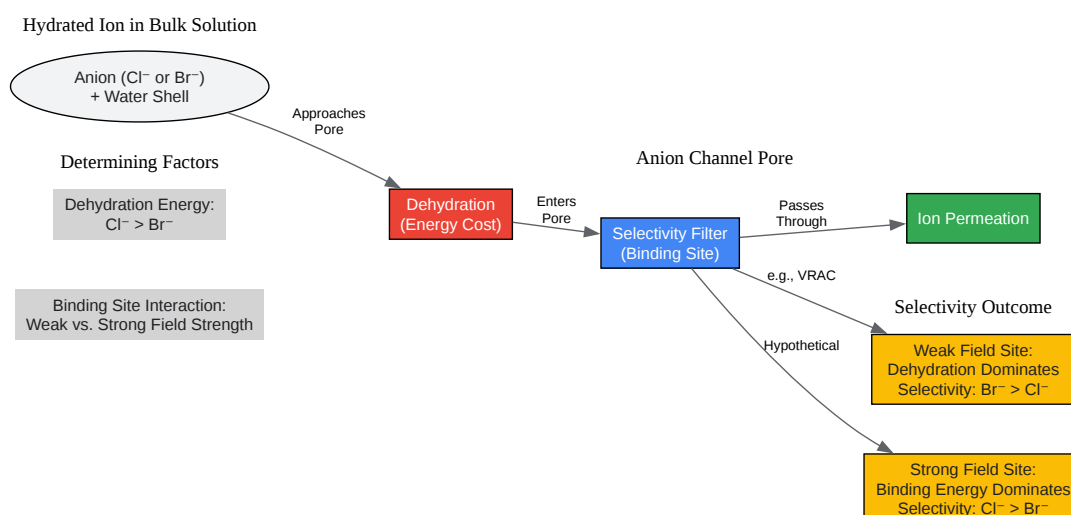 Hydrated Ion in Bulk Solution
Anion (Cl⁻ or Br⁻)
+ Water Shell
Approaches
Pore
Determining Factors
Dehydration Energy:
Cl⁻ > Br⁻
Binding Site Interaction:
Weak vs. Strong Field Strength
Dehydration
(Energy Cost)
Enters
Pore
Anion Channel Pore
Selectivity Filter
(Binding Site)
Passes
Through
Ion Permeation
e.g., VRAC
Hypothetical
Selectivity Outcome
Weak Field Site:
Dehydration Dominates
Selectivity: Br⁻ > Cl⁻
Strong Field Site:
Binding Energy Dominates
Selectivity: Cl⁻ > Br⁻